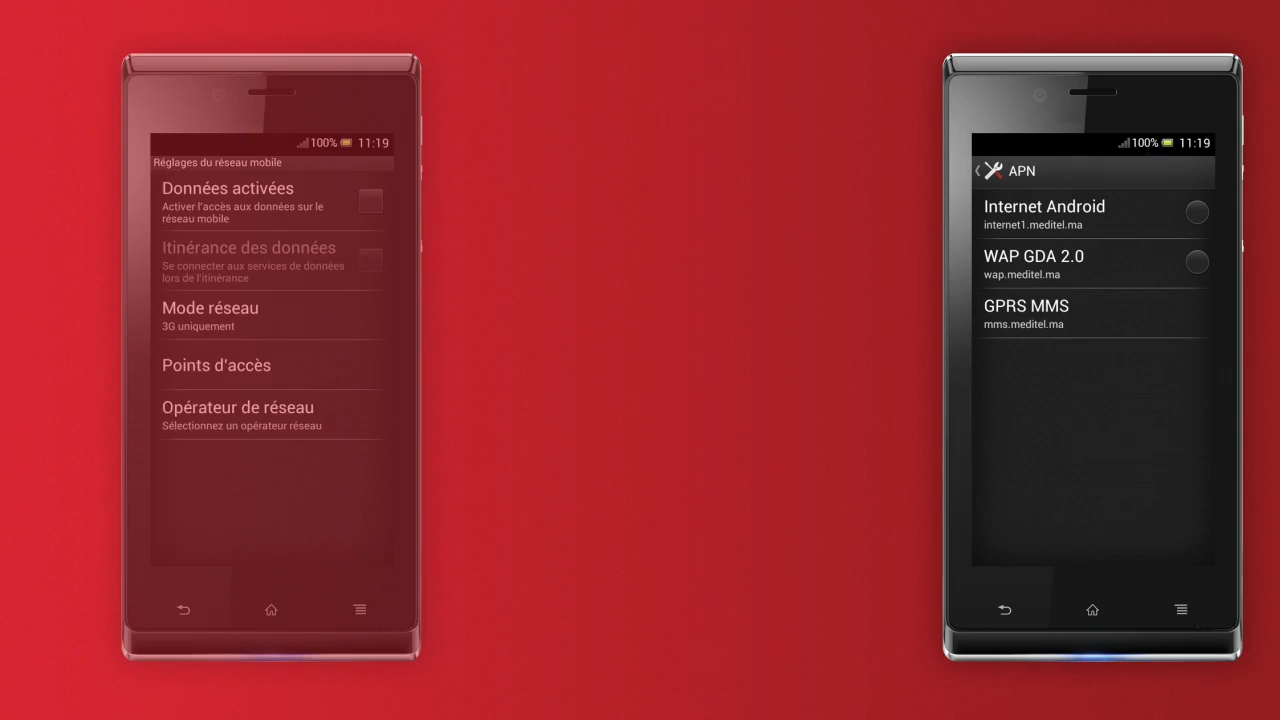 100% 11:19
Réglages du réseau mobile
Données activées
Activer l'accès aux données sur le
réseau mobile
Itinérance des données
Se connecter aux services de données
lors de l'itinérance
Mode réseau
3G uniquement
Points d'accès
Opérateur de réseau
Sélectionnez un opérateur réseau
100% 11:19
APN
Internet Android
internet1.meditel.ma
WAP GDA 2.0
wap.meditel.ma
GPRS MMS
mms.meditel.ma